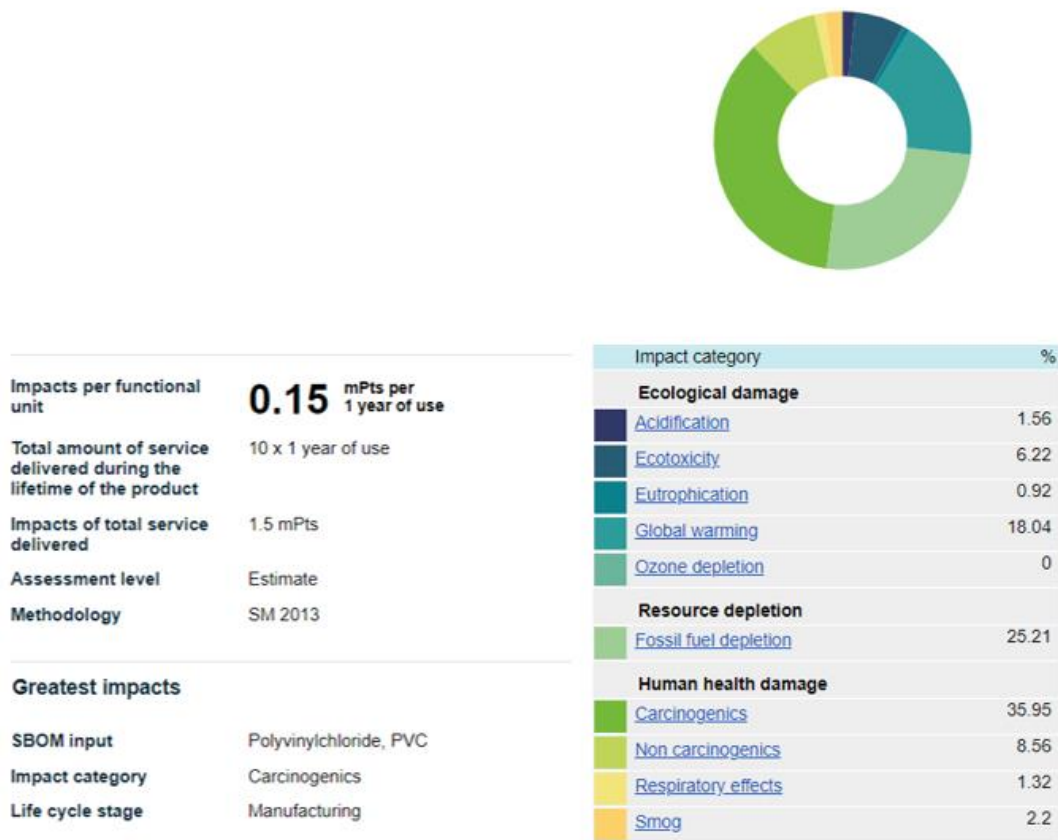 Impacts per functional
unit
0.15 mPts per
1 year of use
Total amount of service
delivered during the
lifetime of the product
10 x 1 year of use
Impacts of total service
delivered
1.5 mPts
Assessment level
Estimate
Methodology
SM 2013
Greatest impacts
SBOM input
Polyvinylchloride, PVC
Impact category
Carcinogenics
Life cycle stage
Manufacturing
Impact category %
Ecological damage
Acidification 1.56
Ecotoxicity 6.22
Eutrophication 0.92
Global warming 18.04
Ozone depletion 0
Resource depletion
Fossil fuel depletion 25.21
Human health damage
Carcinogenics 35.95
Non carcinogenics 8.56
Respiratory effects 1.32
Smog 2.2